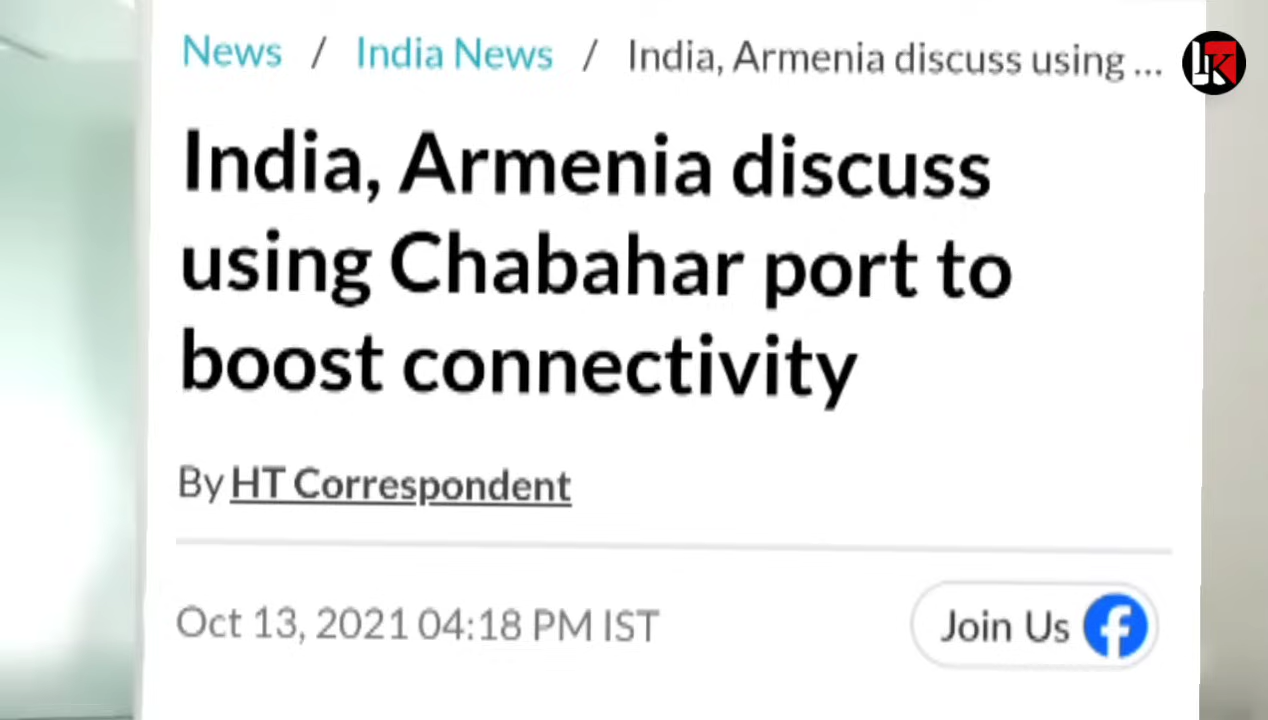 News / India News / India, Armenia discuss using ...
LK
India, Armenia discuss
using Chabahar port to
boost connectivity
By HT Correspondent
Oct 13, 2021 04:18 PM IST
Join Us